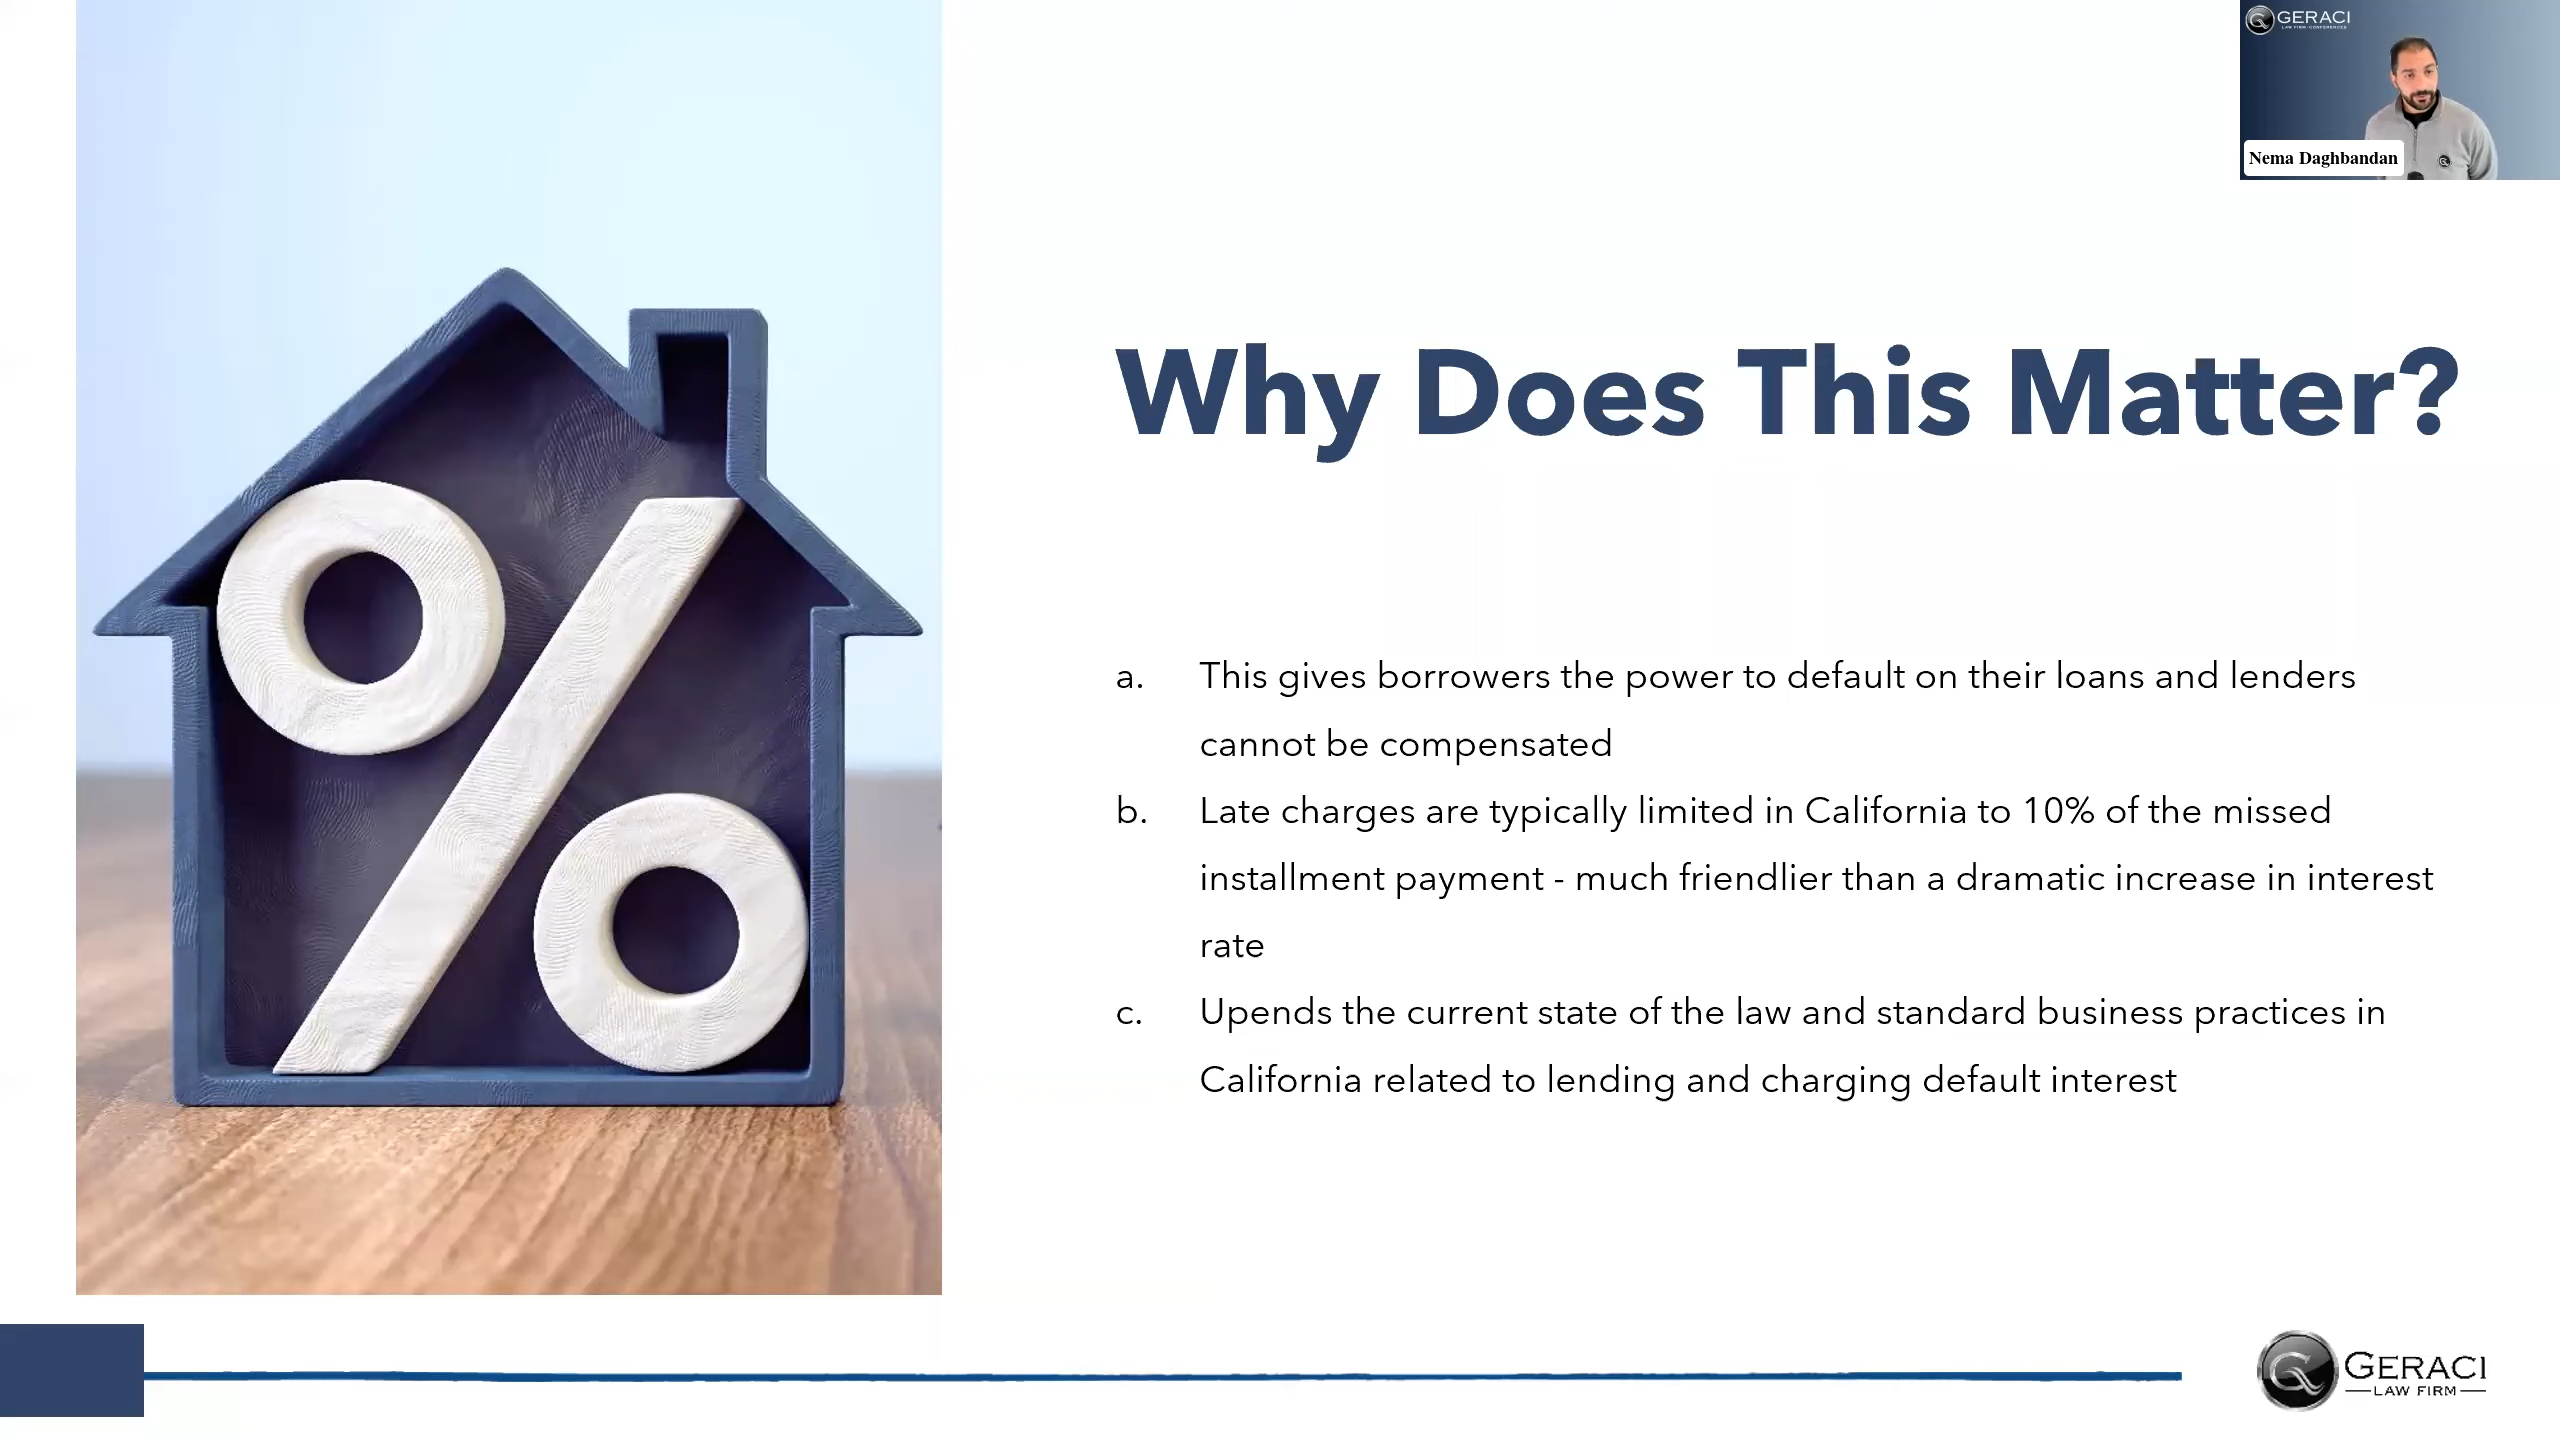 GERACI
LAW FIRM CONFERENCES
Nema Daghbandan
Why Does This Matter?
a. This gives borrowers the power to default on their loans and lenders
cannot be compensated
b. Late charges are typically limited in California to 10% of the missed
installment payment - much friendlier than a dramatic increase in interest
rate
c. Upends the current state of the law and standard business practices in
California related to lending and charging default interest
%
GERACI
LAW FIRM